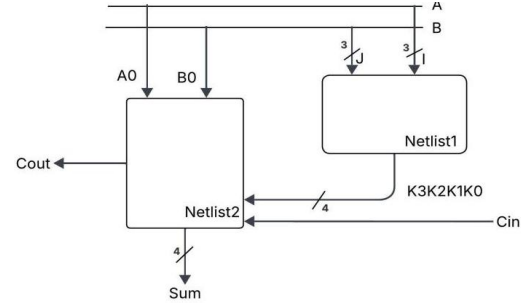 A
B
3
J
3
I
A0
B0
Netlist1
Cout
K3K2K1K0
4
Netlist2
Cin
4
Sum